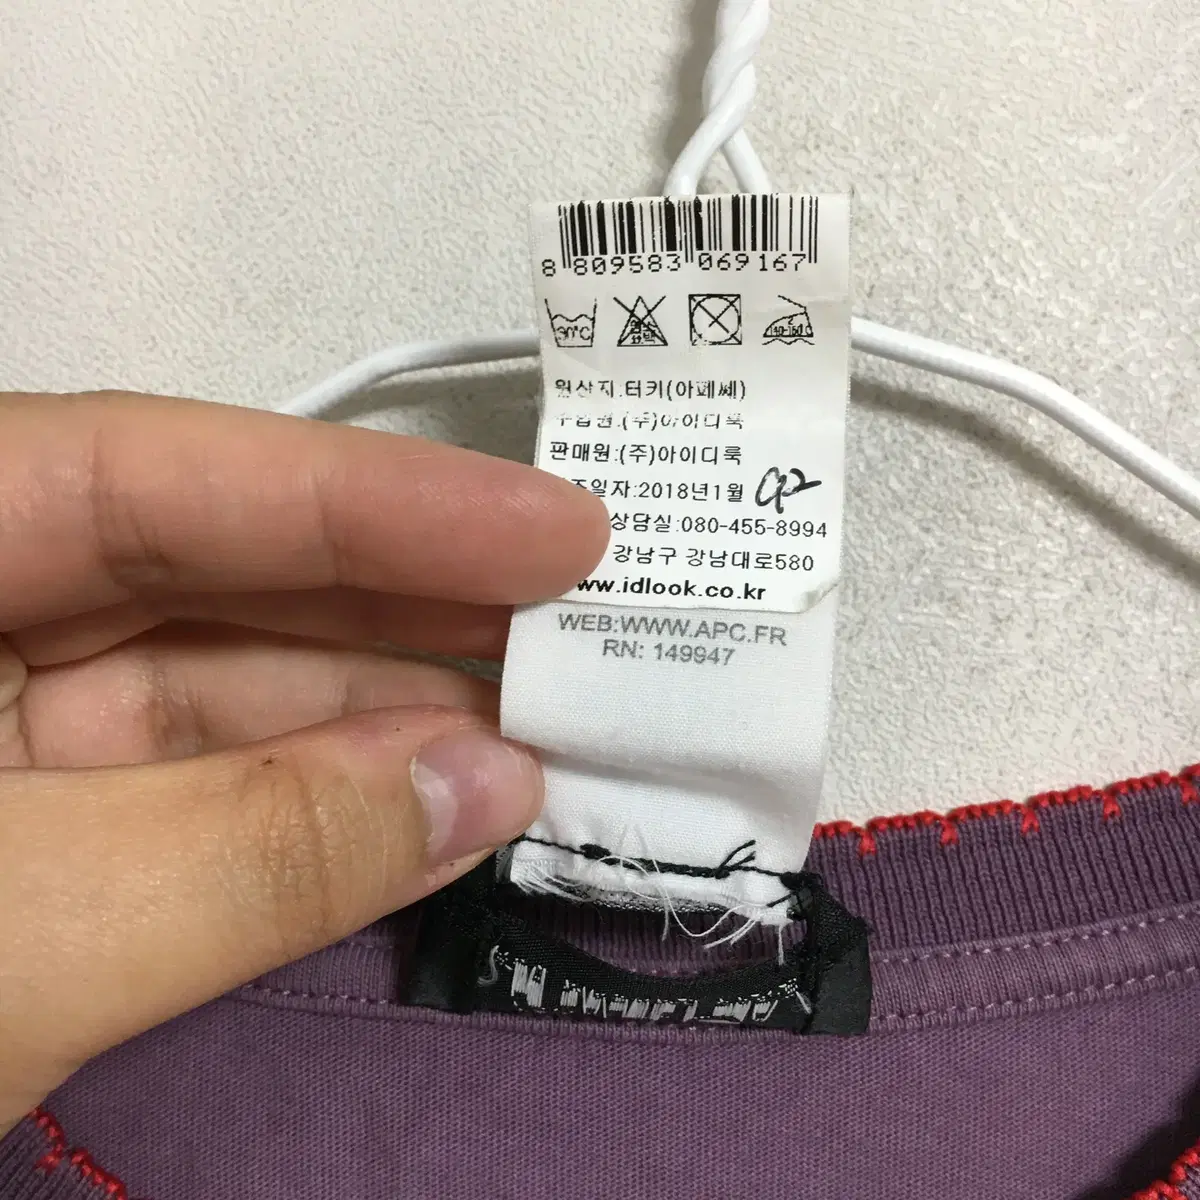 8 809583 069167
30°C
140-160°C
원산지:터키(아페쎄)
수입원:(주)아이디룩
판매원:(주)아이디룩
조일자:2018년1월
상담실:080-455-8994
강남구 강남대로580
www.idlook.co.kr
WEB:WWW.APC.FR
RN: 149947